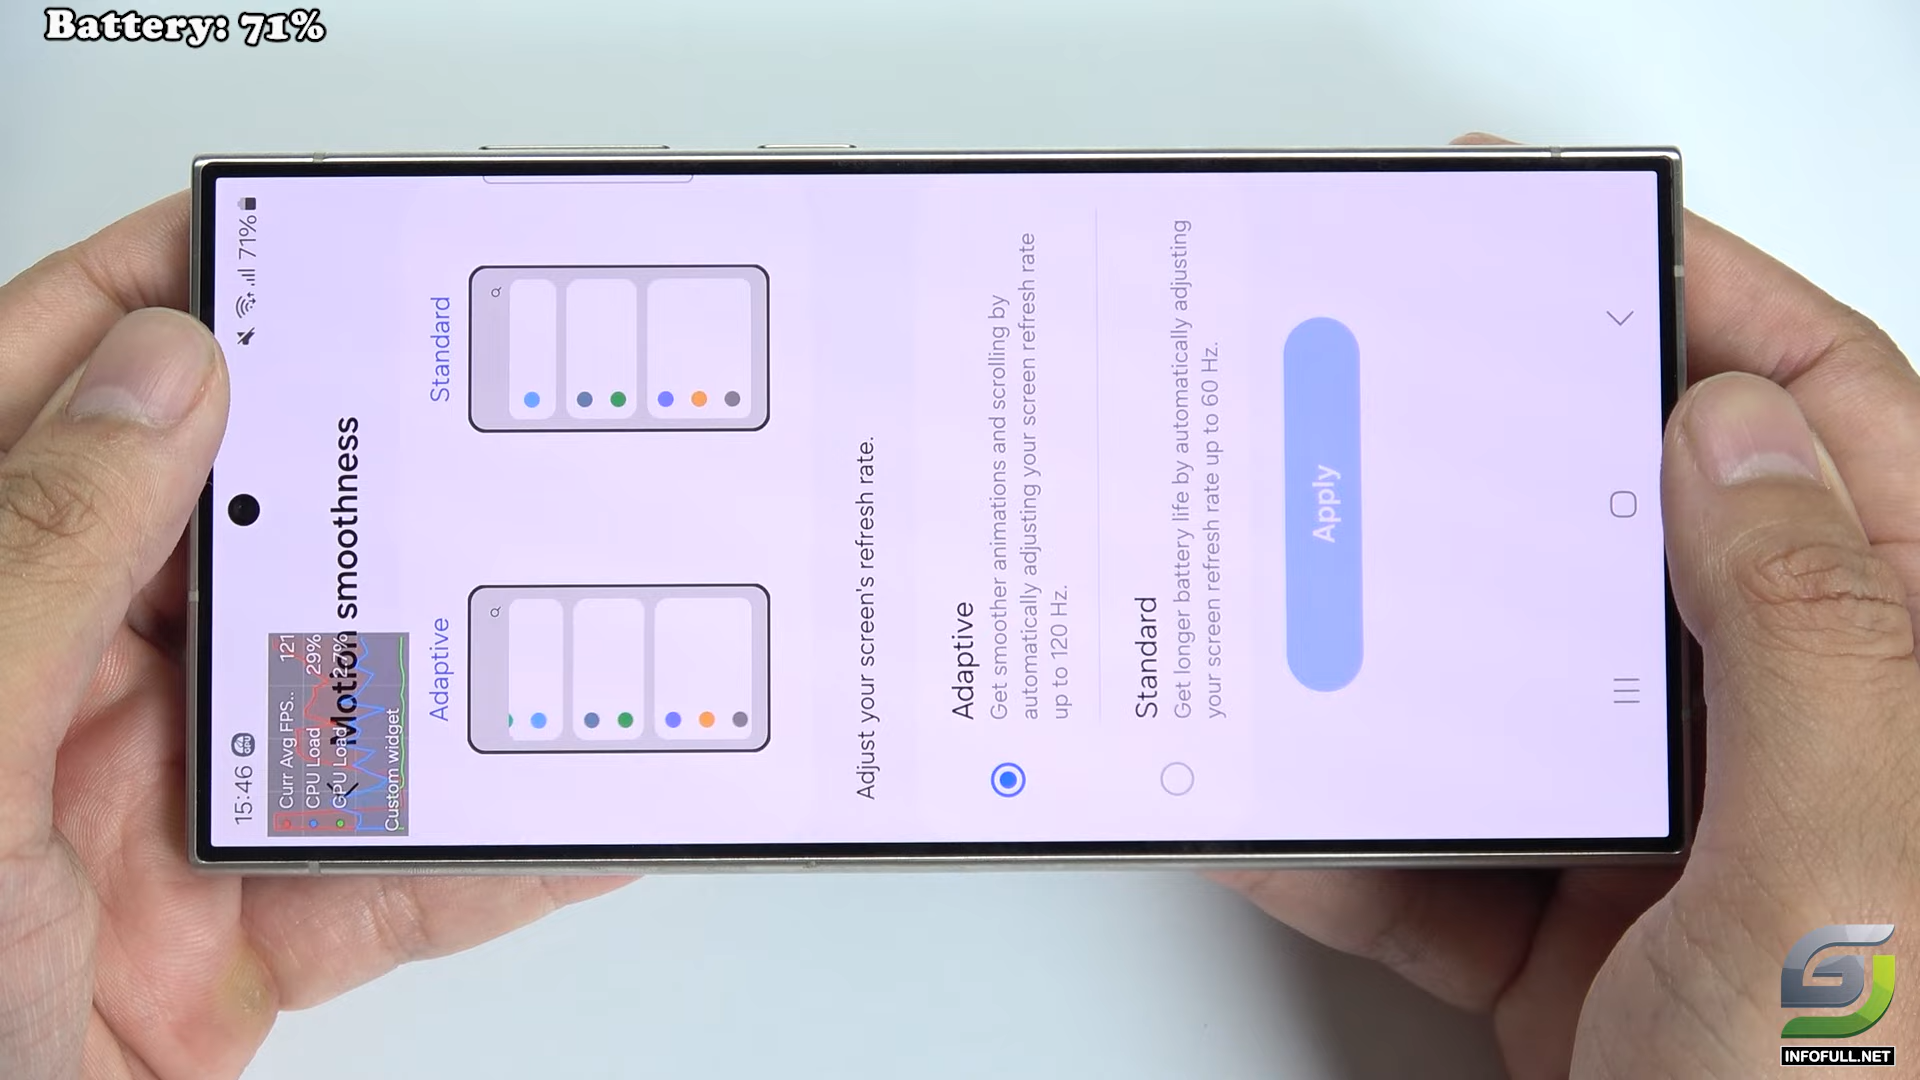 Battery: 71%
15:46
GPU
71%
Curr Avg FPS.. 121
CPU Load 29%
GPU Load 27%
Custom widget
Motion smoothness
Adaptive
Standard
Adjust your screen's refresh rate.
Adaptive
Get smoother animations and scrolling by
automatically adjusting your screen refresh rate
up to 120 Hz.
Standard
Get longer battery life by automatically adjusting
your screen refresh rate up to 60 Hz.
Apply
INFOFULL.NET